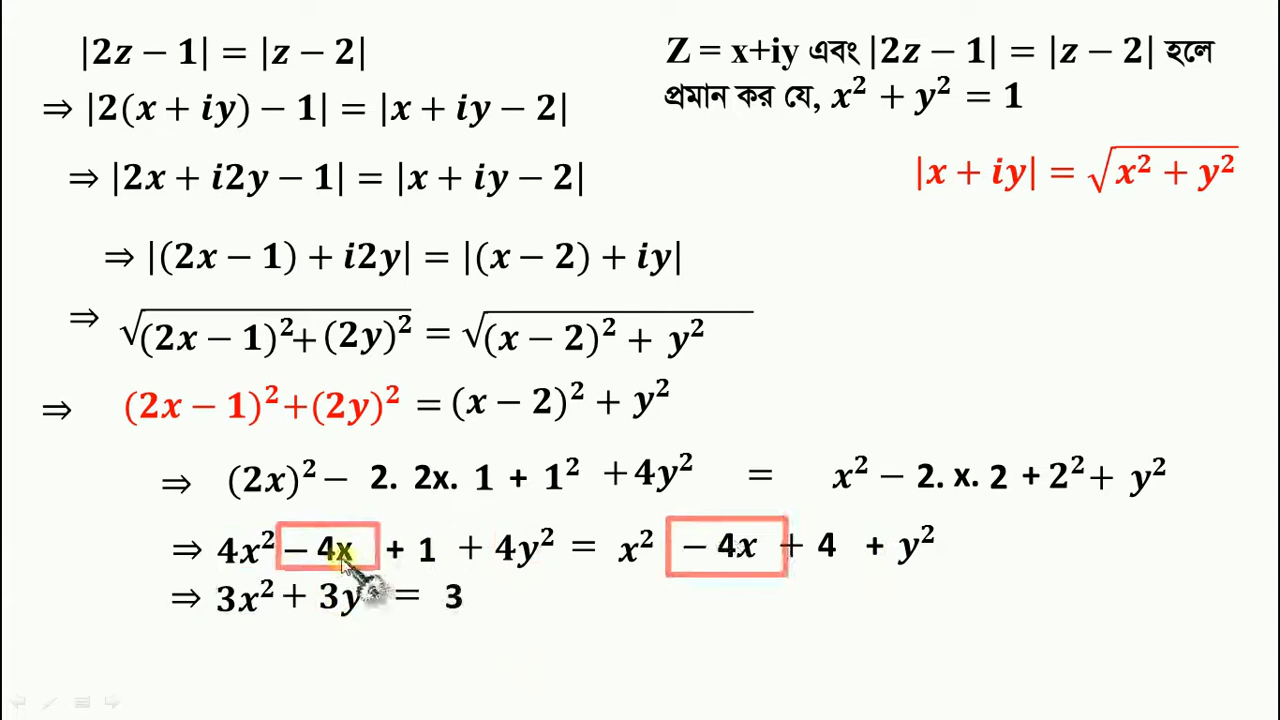 |2z − 1| = |z − 2|
⇒ |2(x + iy) − 1| = |x + iy − 2|
⇒ |2x + i2y − 1| = |x + iy − 2|
⇒ |(2x − 1) + i2y| = |(x − 2) + iy|
⇒ √(2x − 1)²+(2y)² = √(x − 2)² + y²
⇒ (2x − 1)²+(2y)² = (x − 2)² + y²
⇒ (2x)² − 2. 2x. 1 + 1² + 4y² = x² − 2. x. 2 + 2² + y²
⇒ 4x² − 4x + 1 + 4y² = x² − 4x + 4 + y²
⇒ 3x² + 3y = 3
Z = x+iy এবং |2z − 1| = |z − 2| হলে
প্রমান কর যে, x² + y² = 1
|x + iy| = √x² + y²